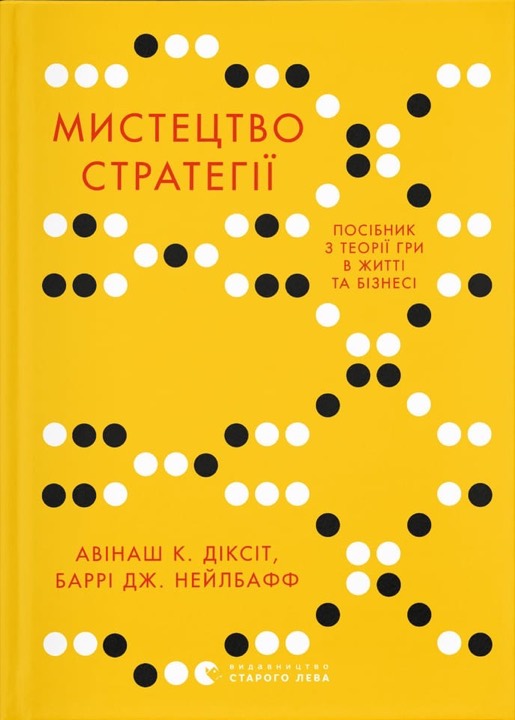 МИСТЕЦТВО
СТРАТЕГІЇ
ПОСІБНИК
З ТЕОРІЇ ГРИ
В ЖИТТІ
ТА БІЗНЕСІ
АВІНАШ К. ДІКСІТ,
БАРРІ ДЖ. НЕЙЛБАФФ
ВИДАВНИЦТВО
СТАРОГО ЛЕВА